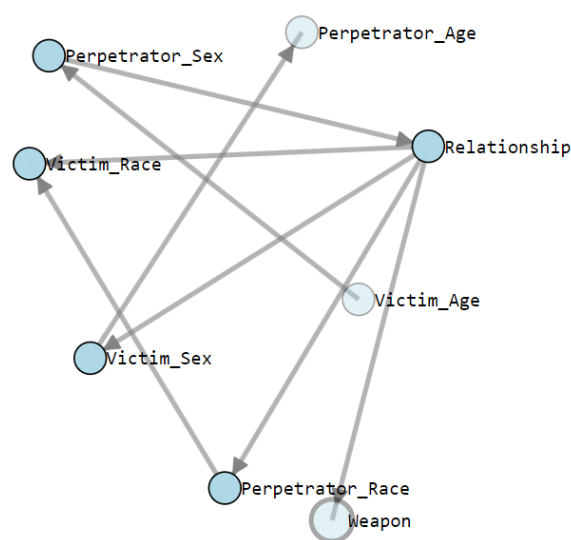 Perpetrator_Age
Perpetrator_Sex
Relationship
Victim_Race
Victim_Age
Victim_Sex
Perpetrator_Race
Weapon